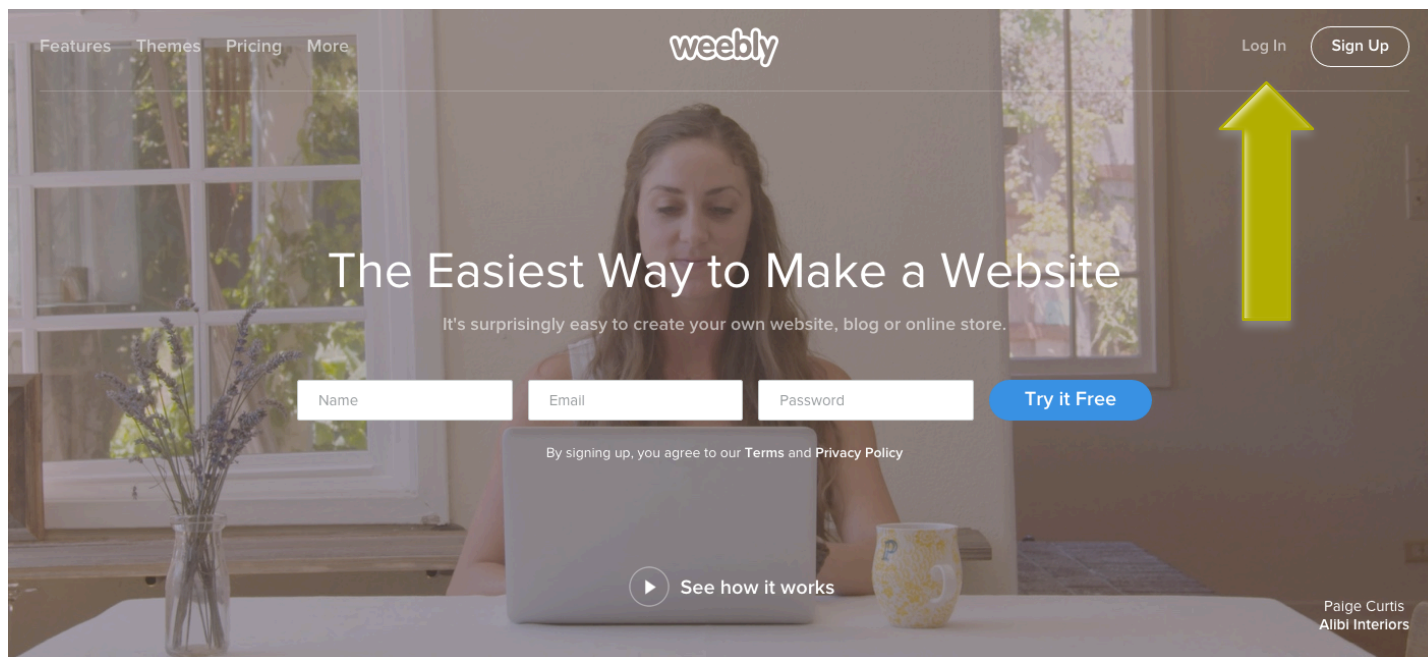 Features Themes Pricing More weebly Log In Sign Up
The Easiest Way to Make a Website
It's surprisingly easy to create your own website, blog or online store.
Name Email Password Try it Free
By signing up, you agree to our Terms and Privacy Policy
P
See how it works
Paige Curtis
Alibi Interiors